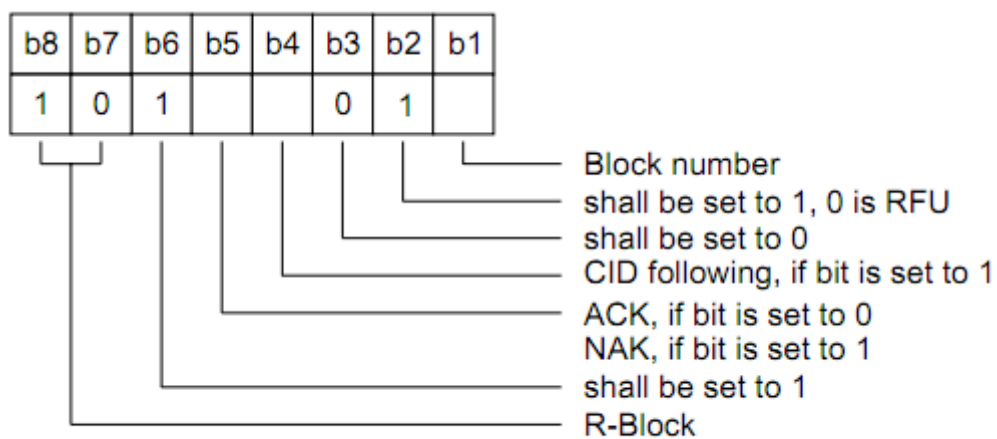 b8 b7 b6 b5 b4 b3 b2 b1
1 0 1 0 1
Block number
shall be set to 1, 0 is RFU
shall be set to 0
CID following, if bit is set to 1
ACK, if bit is set to 0
NAK, if bit is set to 1
shall be set to 1
R-Block